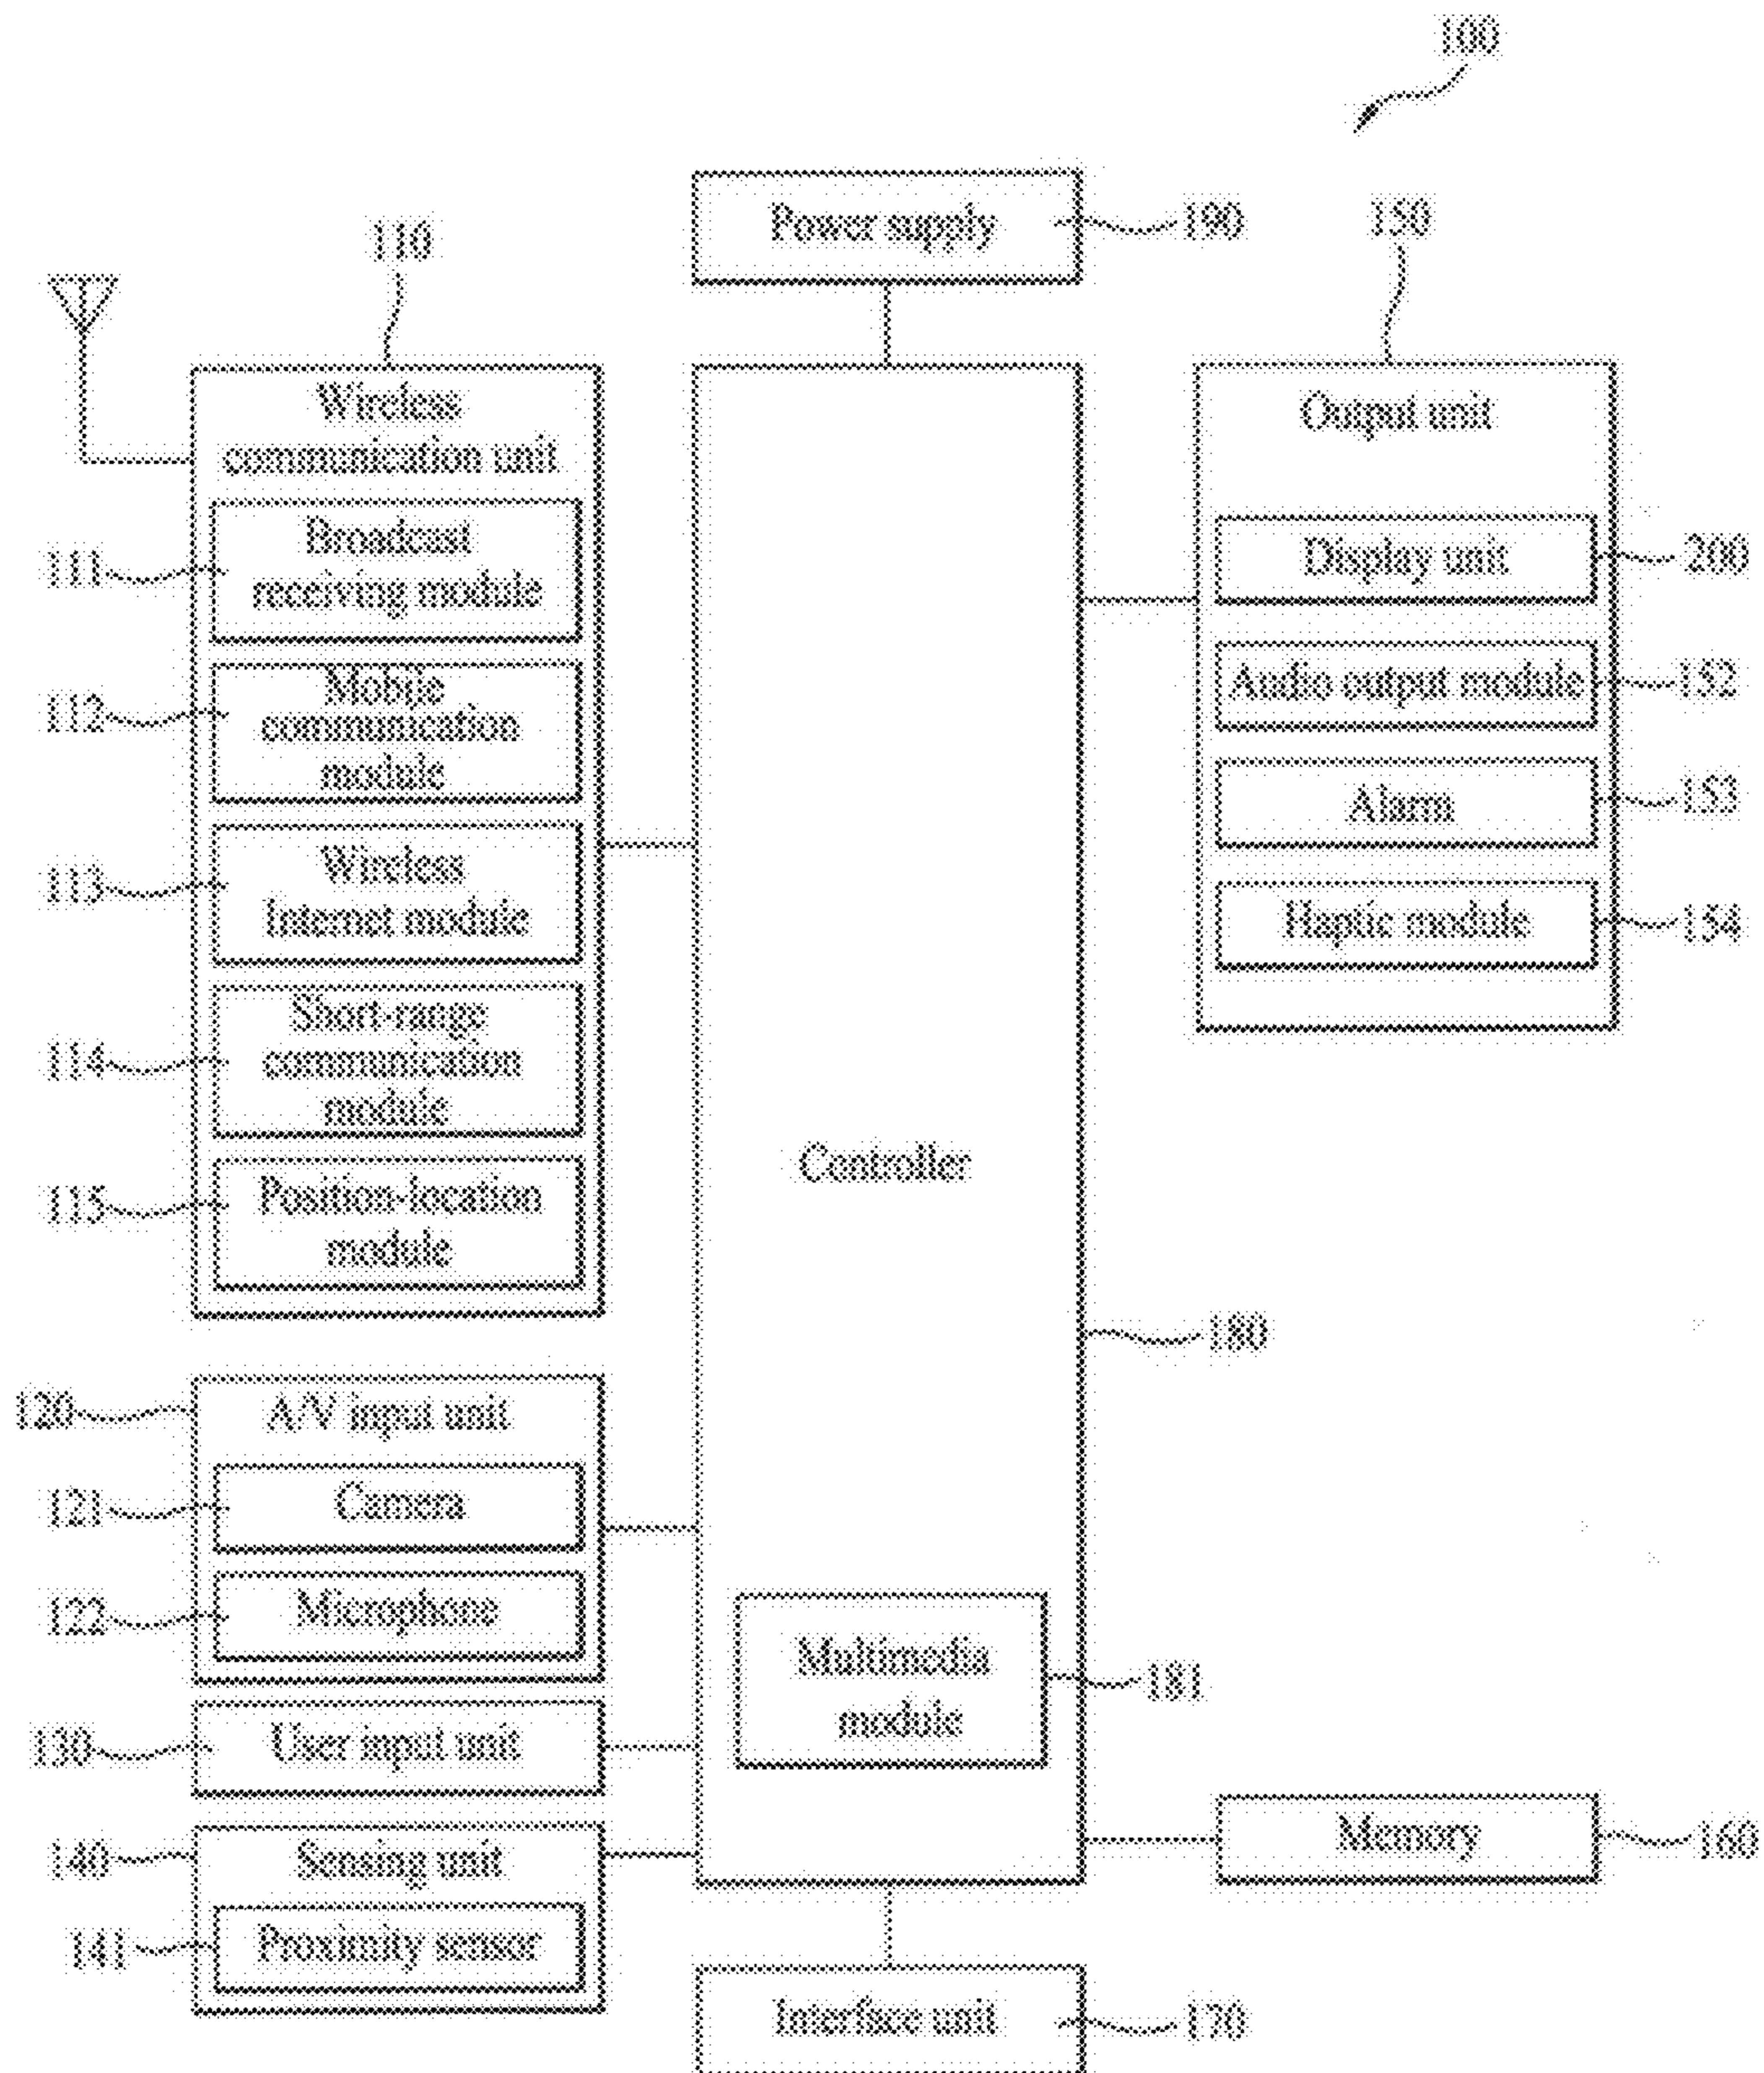 100
Power supply
190
110
150
Wireless
communication unit
Output unit
Broadcast
receiving module
111
Display unit
200
Mobile
communication
module
112
Audio output module
152
Alarm
153
Wireless
Internet module
113
Haptic module
154
Short-range
communication
module
114
Position-location
module
115
Controller
180
A/V input unit
120
Camera
121
Microphone
122
Multimedia
module
181
User input unit
130
Sensing unit
140
Proximity sensor
141
Memory
160
Interface unit
170